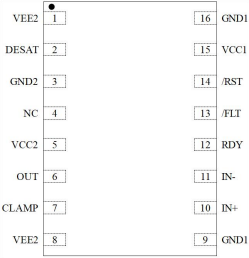 VEE2 1 16 GND1
DESAT 2 15 VCC1
GND2 3 14 /RST
NC 4 13 /FLT
VCC2 5 12 RDY
OUT 6 11 IN-
CLAMP 7 10 IN+
VEE2 8 9 GND1